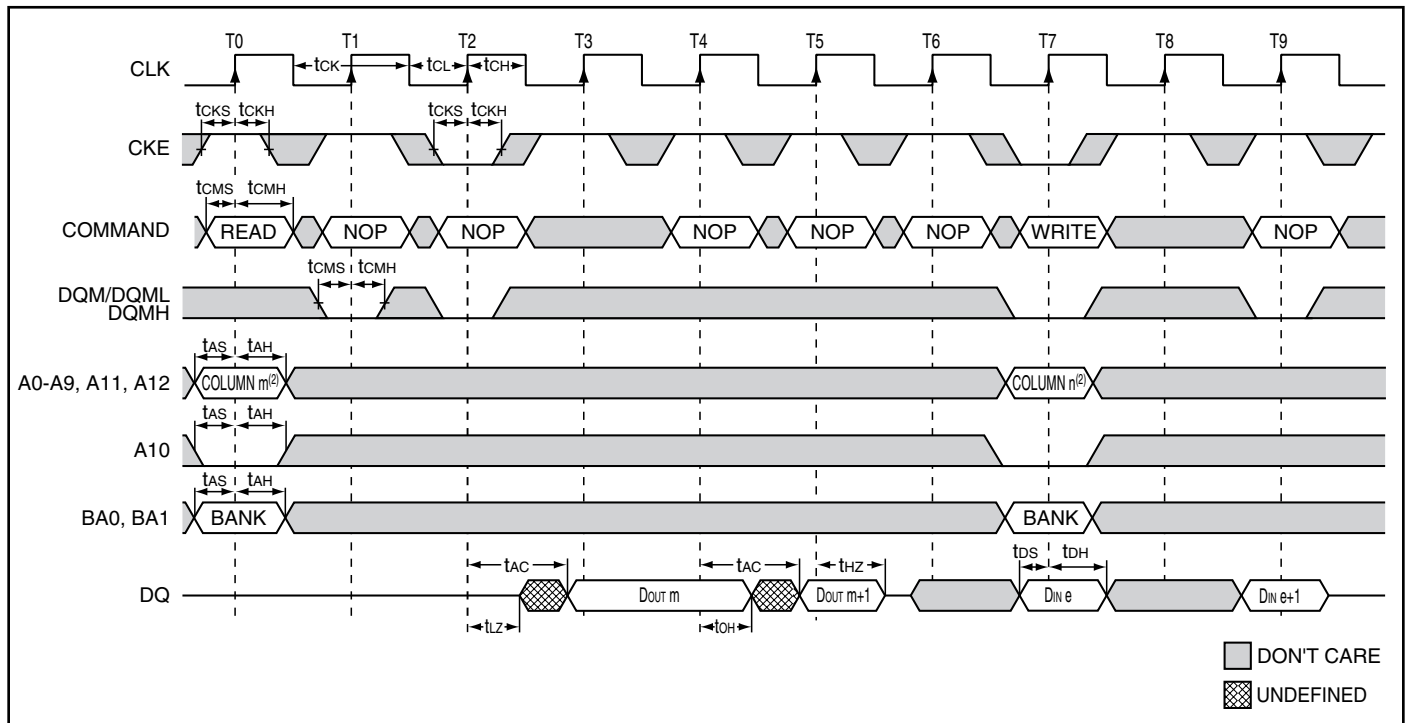 T0 T1 T2 T3 T4 T5 T6 T7 T8 T9
CLK tCK tCL tCH
tCKS tCKH tCKS tCKH
CKE
tCMS tCMH
COMMAND READ NOP NOP NOP NOP NOP WRITE NOP
tCMS tCMH
DQM/DQML
DQMH
tAS tAH
A0-A9, A11, A12 COLUMN m(2) COLUMN n(2)
tAS tAH
A10
tAS tAH
BA0, BA1 BANK BANK
tAC tAC tHZ tDS tDH
DQ DOUT m DOUT m+1 DIN e DIN e+1
tLZ tOH
DON'T CARE
UNDEFINED